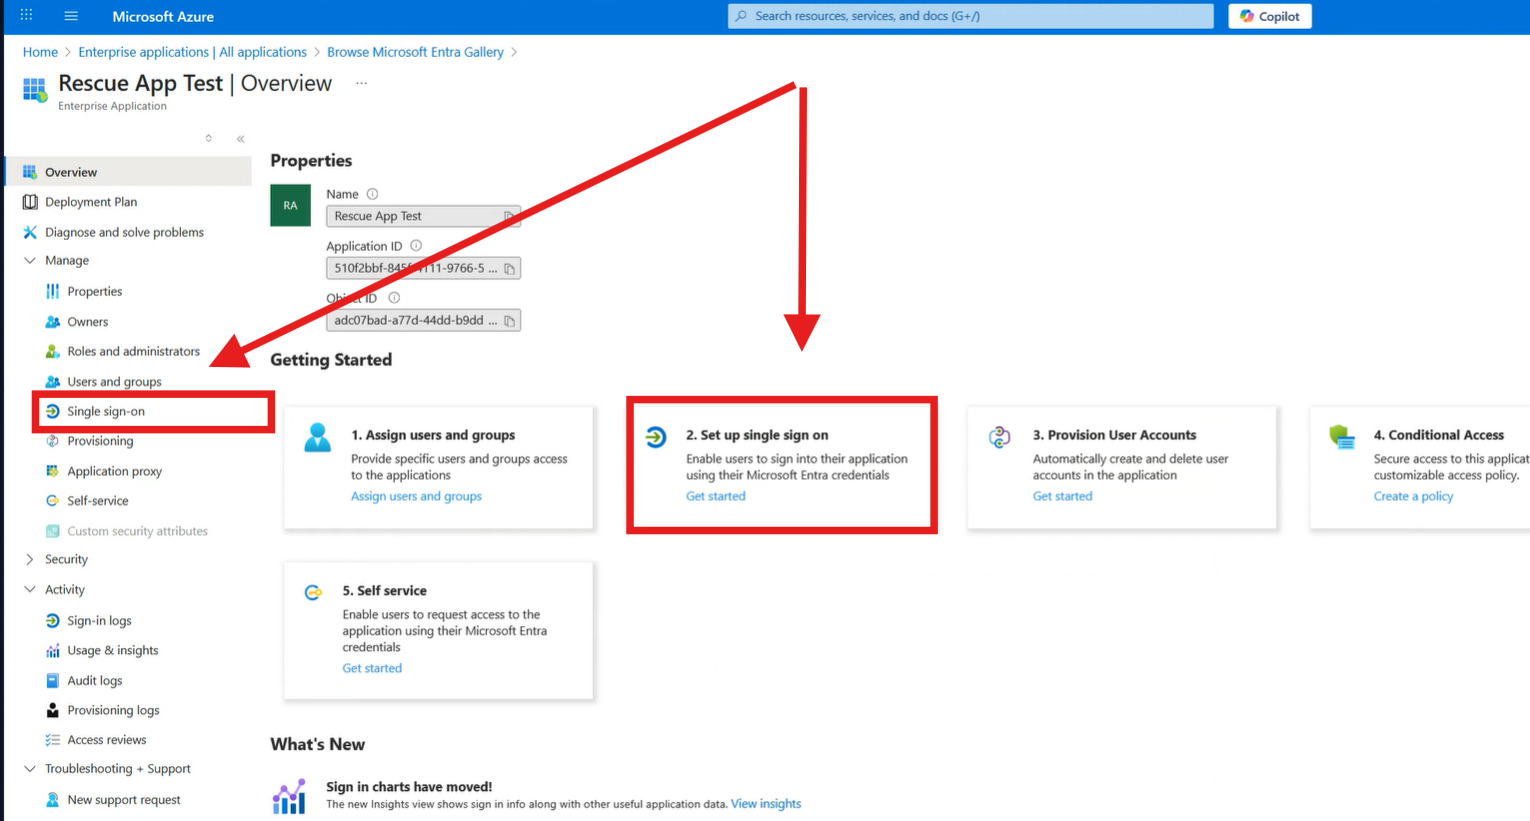 Microsoft Azure
Search resources, services, and docs (G+/)
Copilot
Home > Enterprise applications | All applications > Browse Microsoft Entra Gallery >
Rescue App Test | Overview ...
Enterprise Application
Overview
Deployment Plan
Diagnose and solve problems
Manage
Properties
Owners
Roles and administrators
Users and groups
Single sign-on
Provisioning
Application proxy
Self-service
Custom security attributes
Security
Activity
Sign-in logs
Usage & insights
Audit logs
Provisioning logs
Access reviews
Troubleshooting + Support
New support request
Properties
RA
Name
Rescue App Test
Application ID
9766-5 ...
Object ID
adc07bad-a77d-44dd-b9dd ...
Getting Started
1. Assign users and groups
Provide specific users and groups access
to the applications
Assign users and groups
2. Set up single sign on
Enable users to sign into their application
using their Microsoft Entra credentials
Get started
3. Provision User Accounts
Automatically create and delete user
accounts in the application
Get started
4. Conditional Access
Secure access to this applicat
customizable access policy.
Create a policy
5. Self service
Enable users to request access to the
application using their Microsoft Entra
credentials
Get started
What's New
Sign in charts have moved!
The new Insights view shows sign in info along with other useful application data. View insights